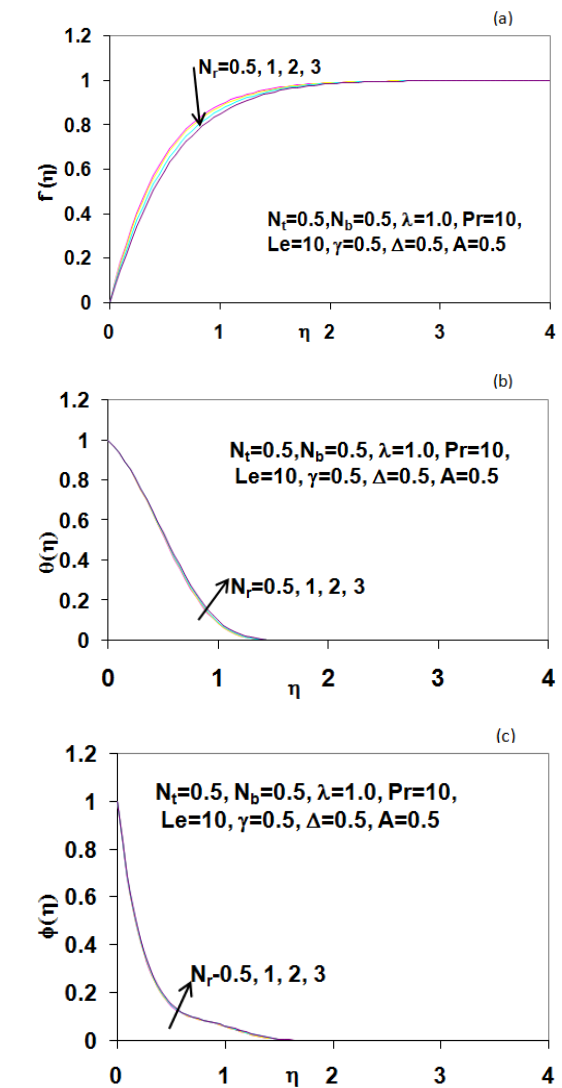 (a)
1.2
1
0.8
0.6
0.4
0.2
0
f'(η)
Nr=0.5, 1, 2, 3
Nt=0.5,Nb=0.5, λ=1.0, Pr=10,
Le=10, γ=0.5, Δ=0.5, A=0.5
0 1 η 2 3 4
(b)
1.2
1
0.8
0.6
0.4
0.2
0
θ(η)
Nt=0.5,Nb=0.5, λ=1.0, Pr=10,
Le=10, γ=0.5, Δ=0.5, A=0.5
Nr=0.5, 1, 2, 3
0 1 η 2 3 4
(c)
1.2
1
0.8
0.6
0.4
0.2
0
ϕ(η)
Nt=0.5, Nb=0.5, λ=1.0, Pr=10,
Le=10, γ=0.5, Δ=0.5, A=0.5
Nr-0.5, 1, 2, 3
0 1 η 2 3 4